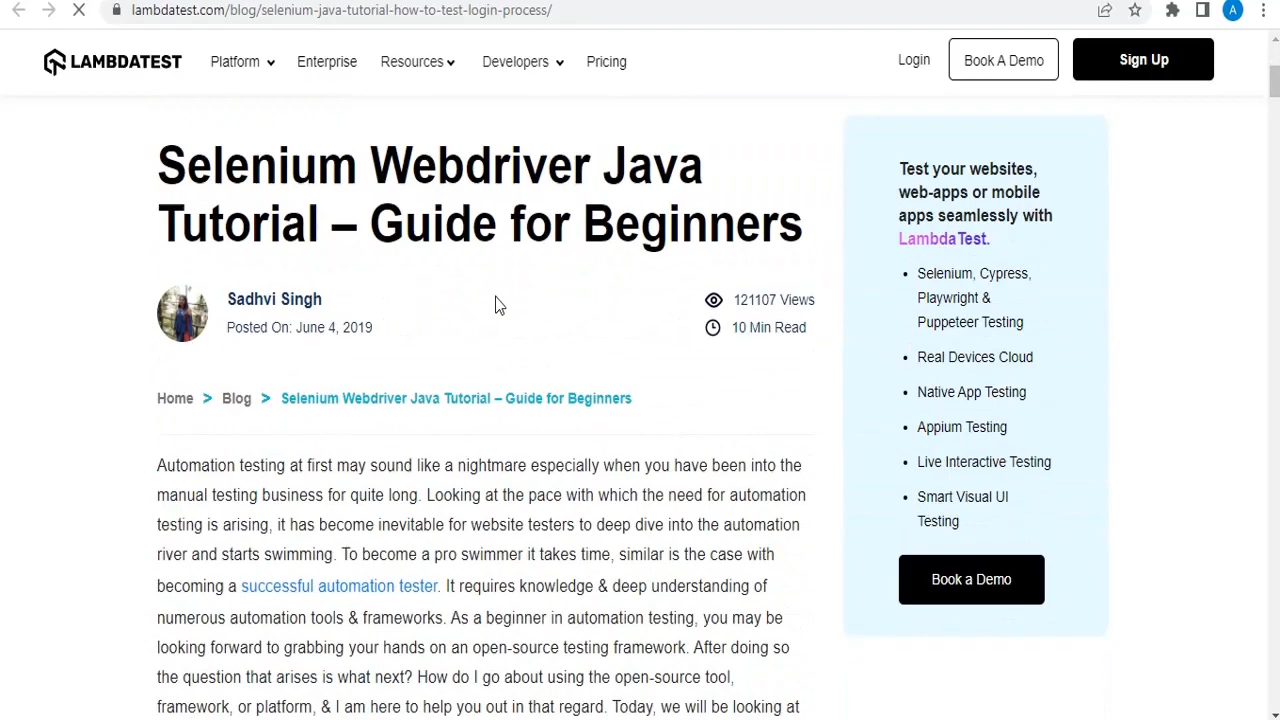 lambdatest.com/blog/selenium-java-tutorial-how-to-test-login-process/
A
LAMBDATEST Platform Enterprise Resources Developers Pricing Login Book A Demo Sign Up
Selenium Webdriver Java
Tutorial – Guide for Beginners
Sadhvi Singh
Posted On: June 4, 2019
121107 Views
10 Min Read
Home > Blog > Selenium Webdriver Java Tutorial – Guide for Beginners
Automation testing at first may sound like a nightmare especially when you have been into the
manual testing business for quite long. Looking at the pace with which the need for automation
testing is arising, it has become inevitable for website testers to deep dive into the automation
river and starts swimming. To become a pro swimmer it takes time, similar is the case with
becoming a successful automation tester. It requires knowledge & deep understanding of
numerous automation tools & frameworks. As a beginner in automation testing, you may be
looking forward to grabbing your hands on an open-source testing framework. After doing so
the question that arises is what next? How do I go about using the open-source tool,
framework, or platform, & I am here to help you out in that regard. Today, we will be looking at
Test your websites,
web-apps or mobile
apps seamlessly with
LambdaTest.
• Selenium, Cypress,
Playwright &
Puppeteer Testing
• Real Devices Cloud
• Native App Testing
• Appium Testing
• Live Interactive Testing
• Smart Visual UI
Testing
Book a Demo